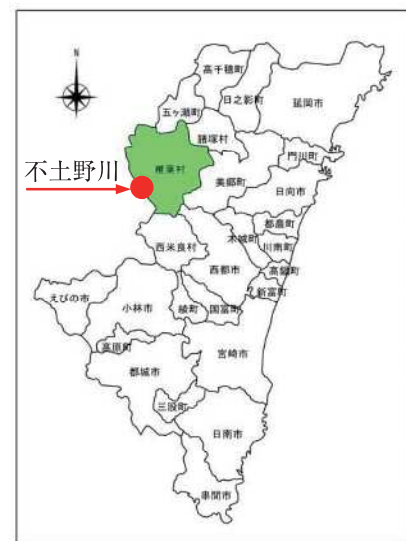 N
高千穂町
日之影町
延岡市
五ヶ瀬町
諸塚村
門川町
椎葉村
不土野川
美郷町
日向市
都農町
木城町
川南町
西米良村
西都市
高鍋町
新富町
えびの市
小林市
綾町
国富町
高原町
宮崎市
都城市
三股町
日南市
串間市